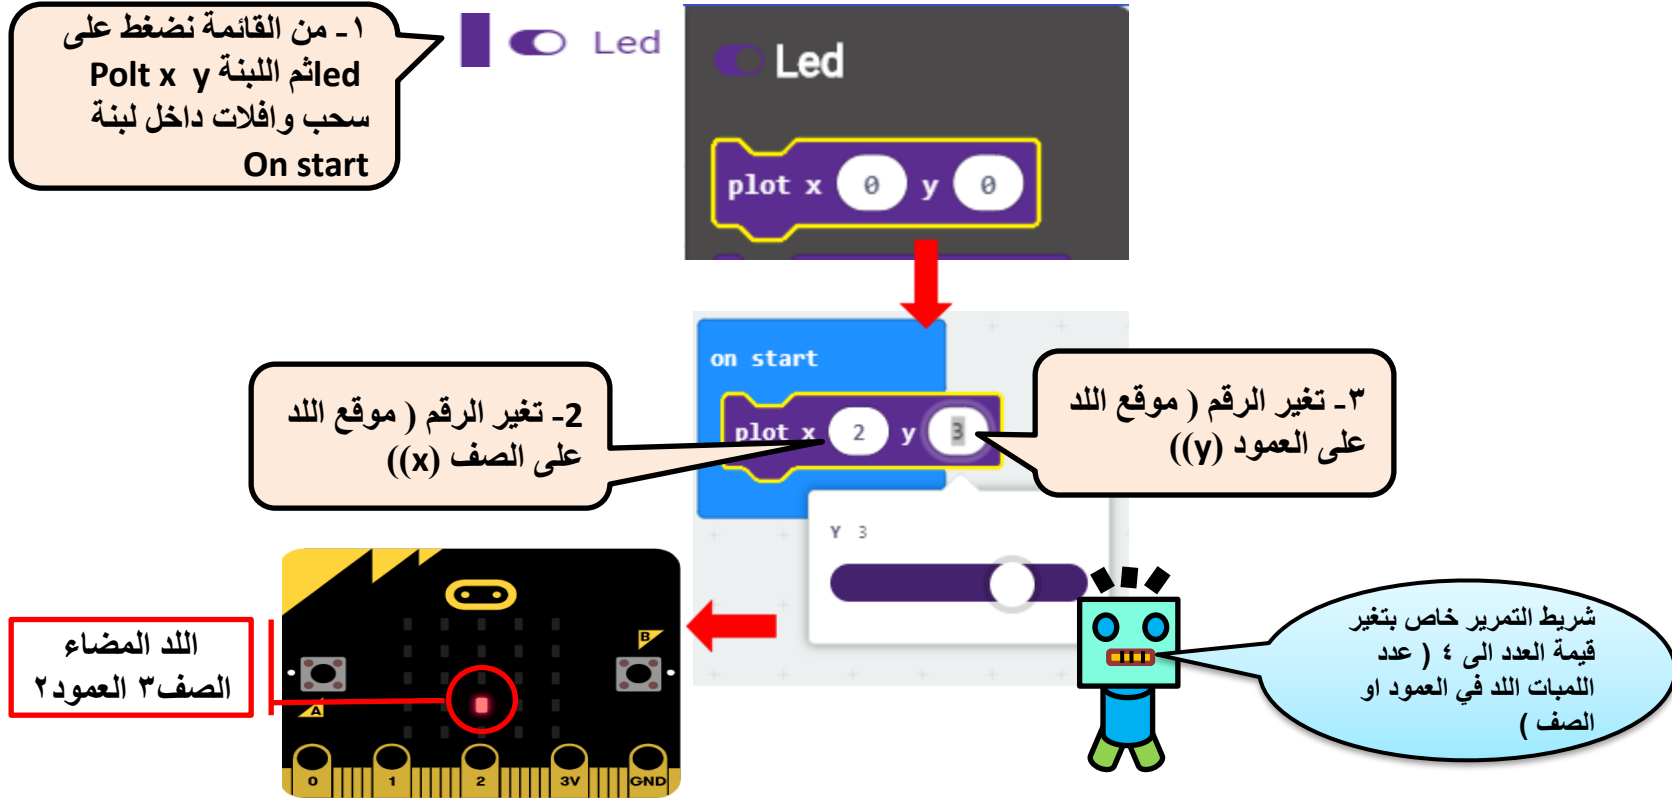 ١- من القائمة نضغط على
led ثم اللبنة Polt x y
سحب وافلات داخل لبنة
On start
Led
Led
plot x 0 y 0
on start
plot x 2 y 3
2- تغير الرقم ( موقع اللد
على الصف (x))
٣- تغير الرقم ( موقع اللد
على العمود (y))
Y 3
اللد المضاء
الصف٣ العمود٢
B
A
0 1 2 3V GND
شريط التمرير خاص بتغير
قيمة العدد الى ٤ ( عدد
اللمبات اللد في العمود او
الصف )